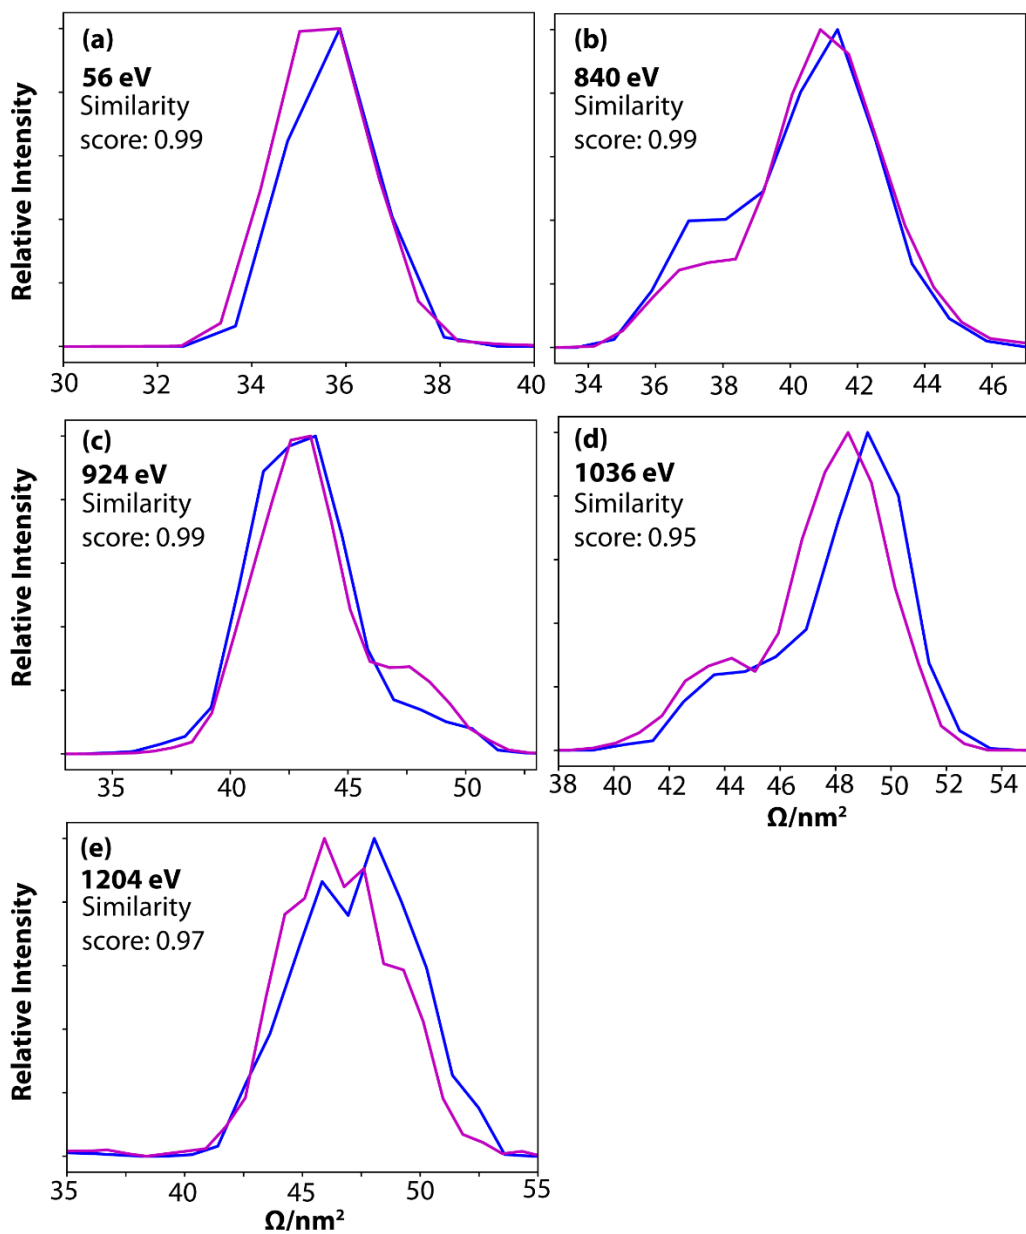 (a)
56 eV
Similarity
score: 0.99
Relative Intensity
30 32 34 36 38 40
(b)
840 eV
Similarity
score: 0.99
34 36 38 40 42 44 46
(c)
924 eV
Similarity
score: 0.99
Relative Intensity
35 40 45 50
(d)
1036 eV
Similarity
score: 0.95
38 40 42 44 46 48 50 52 54
Ω/nm²
(e)
1204 eV
Similarity
score: 0.97
Relative Intensity
35 40 45 50 55
Ω/nm²